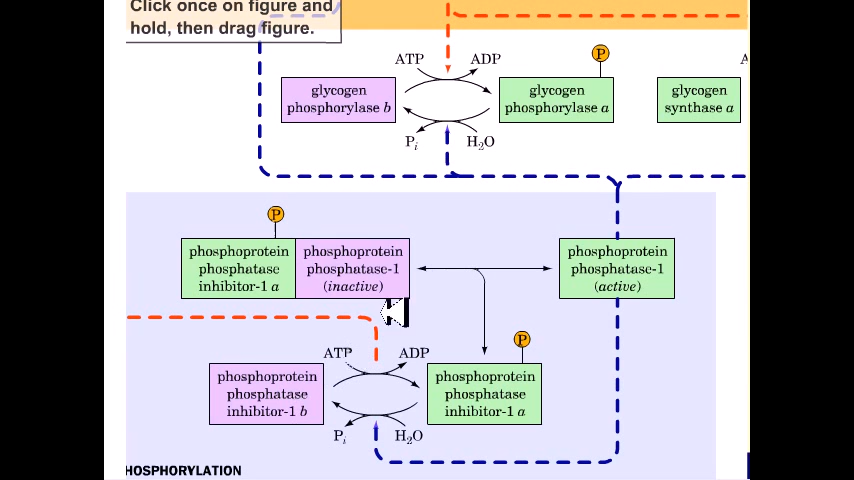 Click once on figure and
hold, then drag figure.
ATP
ADP
P
glycogen
phosphorylase b
glycogen
phosphorylase a
glycogen
synthase a
Pi
H2O
P
phosphoprotein
phosphatase
inhibitor-1 a
phosphoprotein
phosphatase-1
(inactive)
phosphoprotein
phosphatase-1
(active)
P
ATP
ADP
phosphoprotein
phosphatase
inhibitor-1 b
phosphoprotein
phosphatase
inhibitor-1 a
Pi
H2O
HOSPHORYLATION